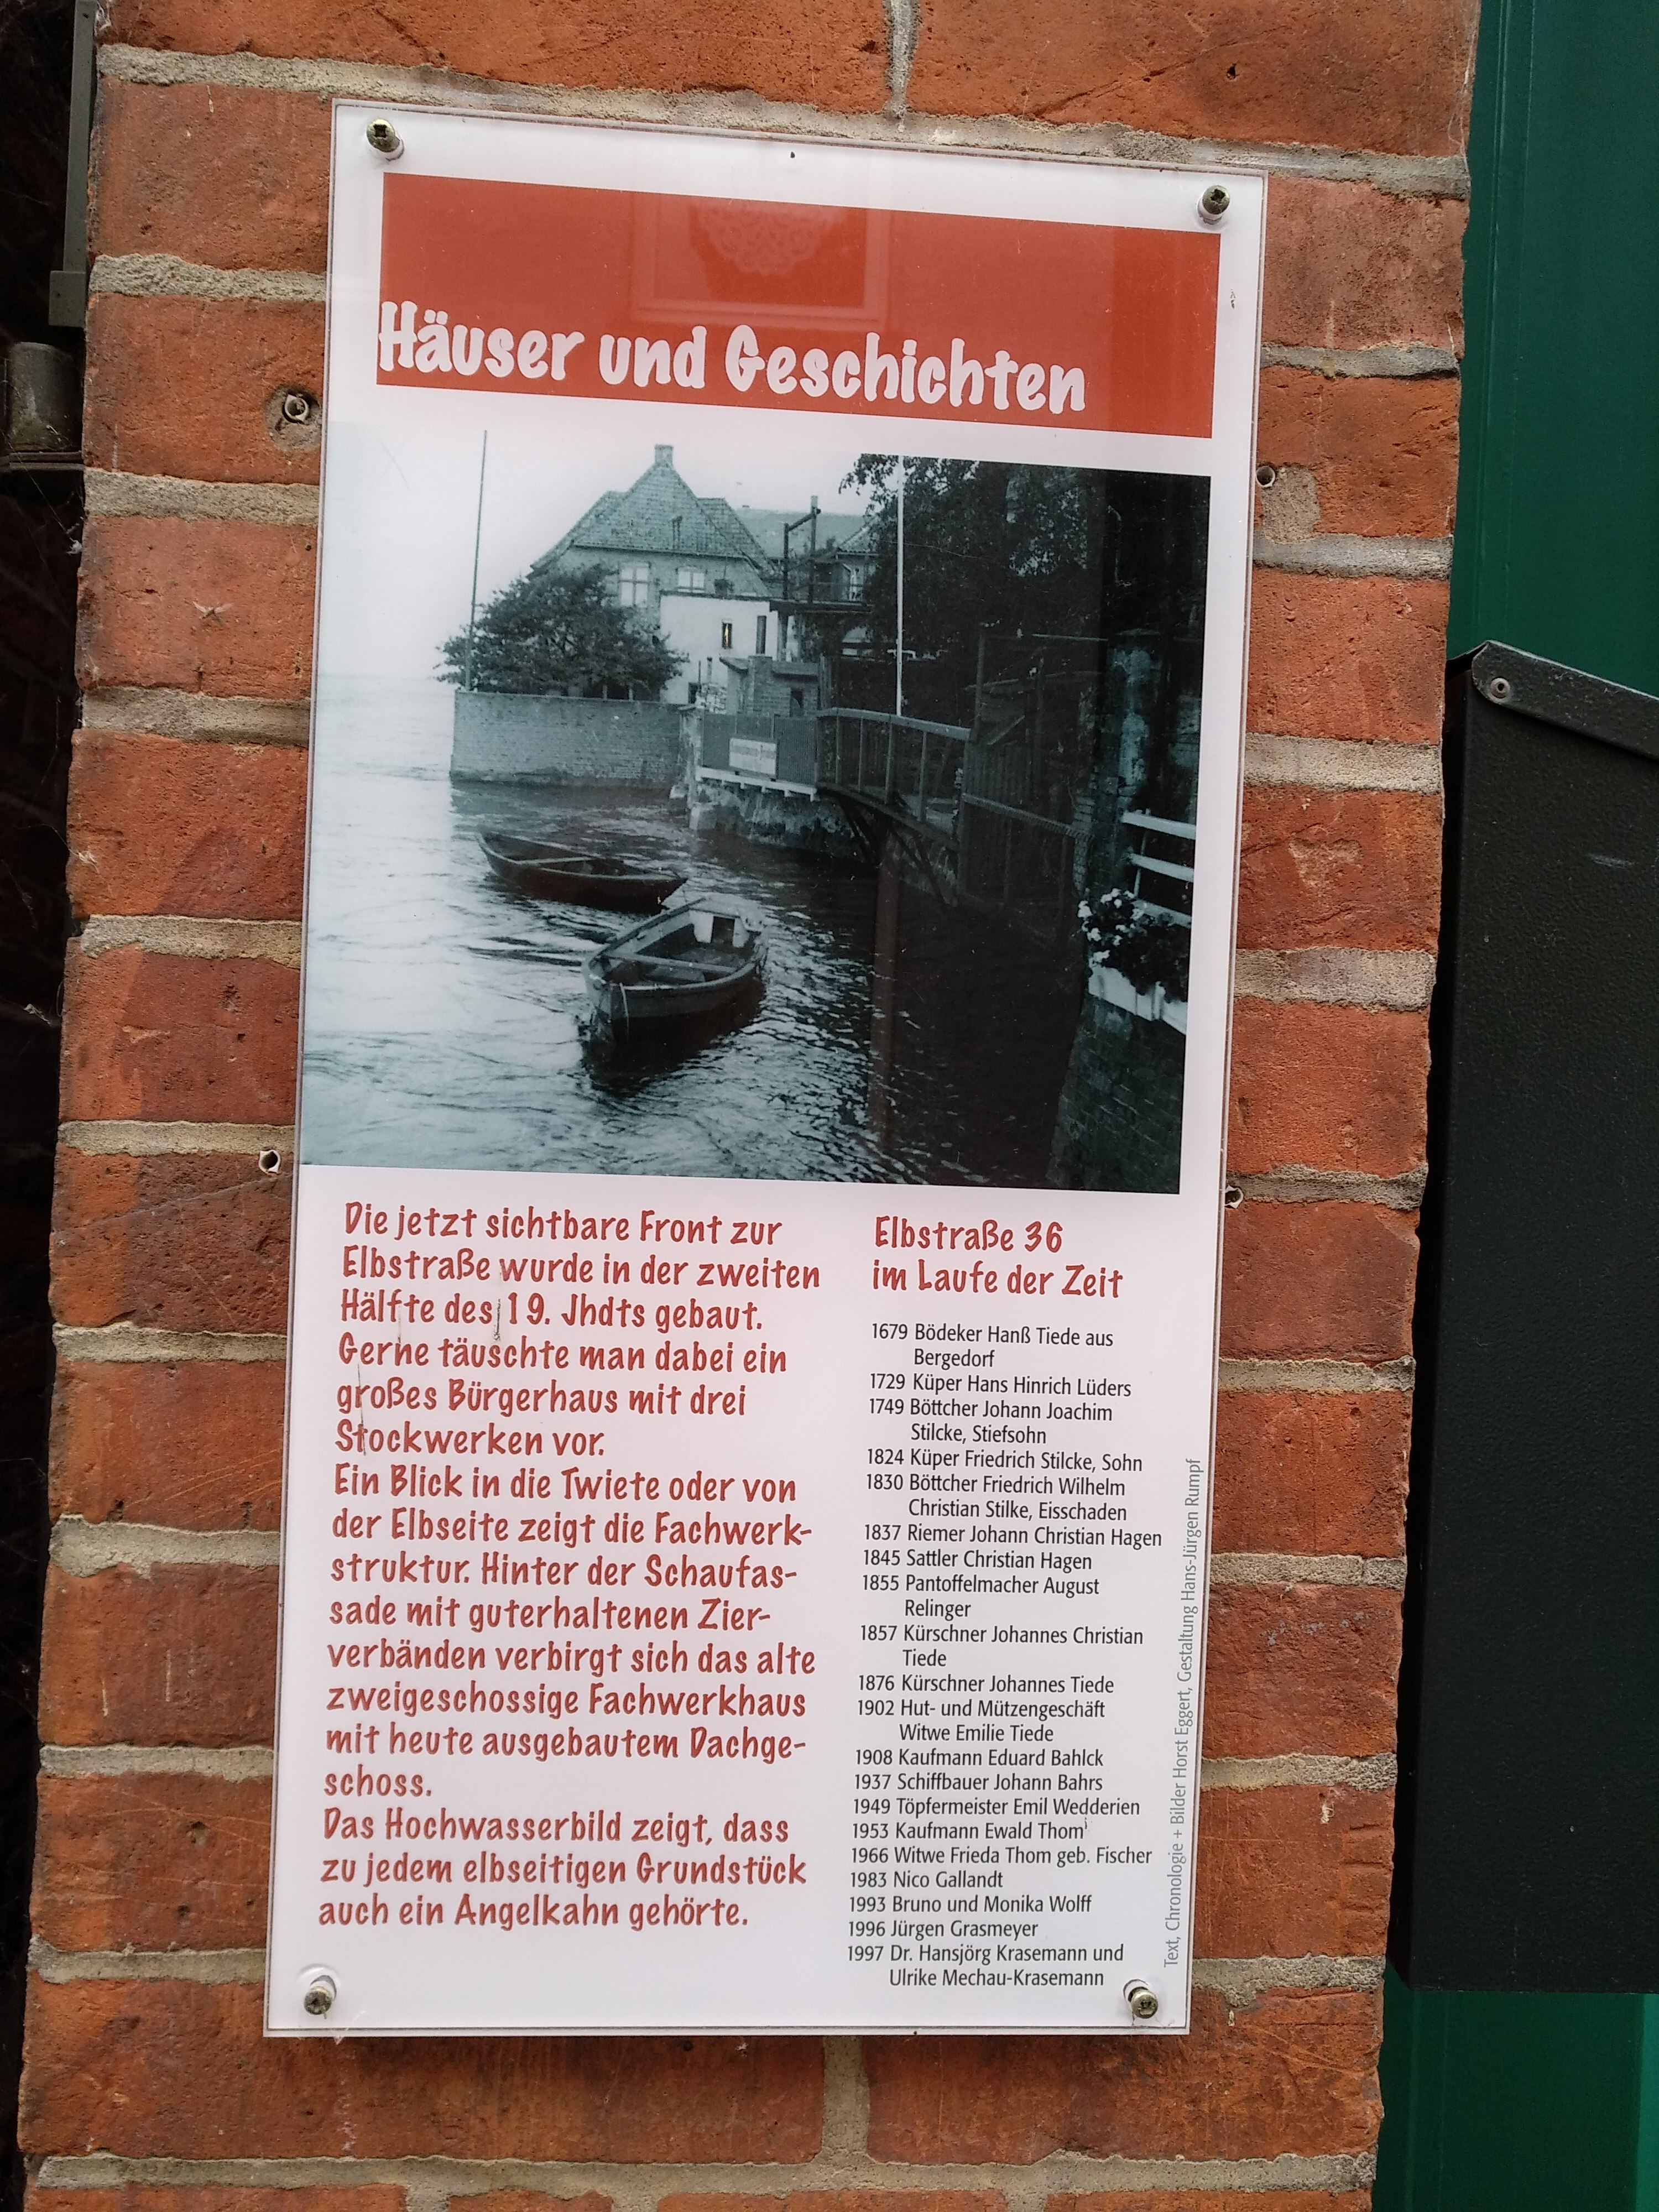 Häuser und Geschichten
Die jetzt sichtbare Front zur
Elbstraße wurde in der zweiten
Hälfte des 19. Jhdts gebaut.
Gerne täuschte man dabei ein
großes Bürgerhaus mit drei
Stockwerken vor.
Ein Blick in die Twiete oder von
der Elbseite zeigt die Fachwerk-
struktur. Hinter der Schaufas-
sade mit guterhaltenen Zier-
verbänden verbirgt sich das alte
zweigeschossige Fachwerkhaus
mit heute ausgebautem Dachge-
schoss.
Das Hochwasserbild zeigt, dass
zu jedem elbseitigen Grundstück
auch ein Angelkahn gehörte.
Elbstraße 36
im Laufe der Zeit
1679 Bödeker Hanß Tiede aus
Bergedorf
1729 Küper Hans Hinrich Lüders
1749 Böttcher Johann Joachim
Stilcke, Stiefsohn
1824 Küper Friedrich Stilcke, Sohn
1830 Böttcher Friedrich Wilhelm
Christian Stilke, Eisschaden
1837 Riemer Johann Christian Hagen
1845 Sattler Christian Hagen
1855 Pantoffelmacher August
Relinger
1857 Kürschner Johannes Christian
Tiede
1876 Kürschner Johannes Tiede
1902 Hut- und Mützengeschäft
Witwe Emilie Tiede
1908 Kaufmann Eduard Bahlck
1937 Schiffbauer Johann Bahrs
1949 Töpfermeister Emil Wedderien
1953 Kaufmann Ewald Thom
1966 Witwe Frieda Thom geb. Fischer
1983 Nico Gallandt
1993 Bruno und Monika Wolff
1996 Jürgen Grasmeyer
1997 Dr. Hansjörg Krasemann und
Ulrike Mechau-Krasemann
Text, Chronologie + Bilder Horst Eggert, Gestaltung Hans-Jürgen Rumpf